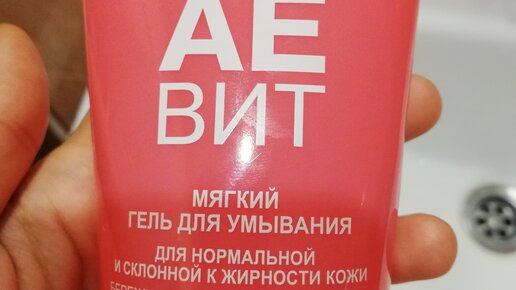 АЕ
ВИТ
МЯГКИЙ
ГЕЛЬ ДЛЯ УМЫВАНИЯ
ДЛЯ НОРМАЛЬНОЙ
И СКЛОННОЙ К ЖИРНОСТИ КОЖИ